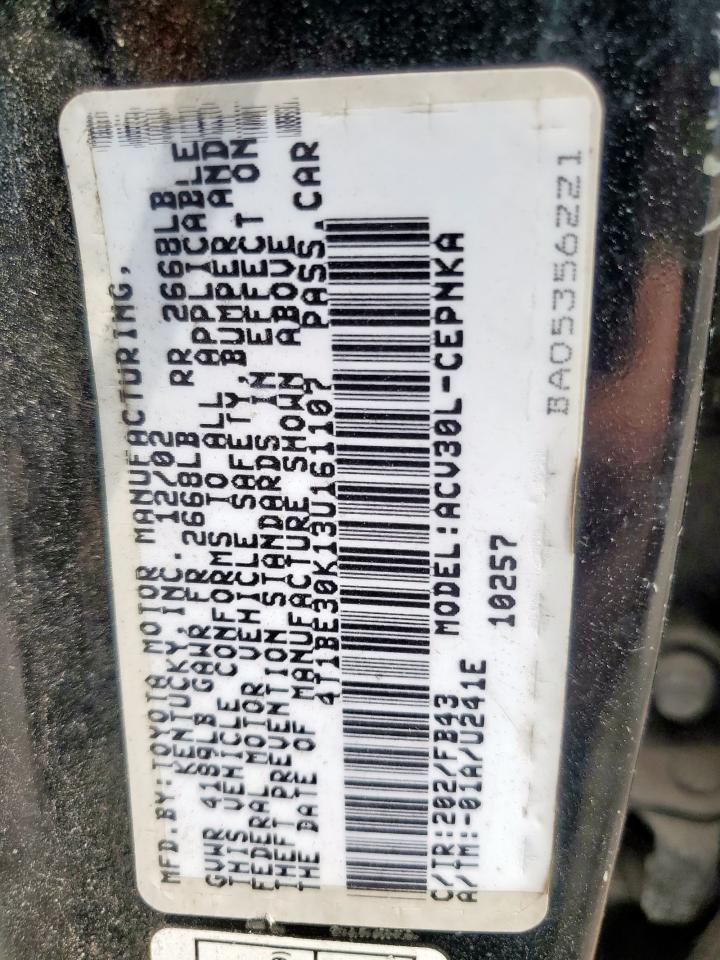 MFD.BY:TOYOTA MOTOR MANUFACTURING,
KENTUCKY,INC. 12/02
GVWR 4189LB GAWR FR 2668LB RR 2668LB
THIS VEHICLE CONFORMS TO ALL APPLICABLE
FEDERAL MOTOR VEHICLE SAFETY, BUMPER AND
THEFT PREVENTION STANDARDS IN EFFECT ON
THE DATE OF MANUFACTURE SHOWN ABOVE
4T1BE30K13U161107 PASS.CAR
C/TR:202/FB43 MODEL:ACV30L-CEPNKA
A/TM:-01A/U241E 10257
BA05356221